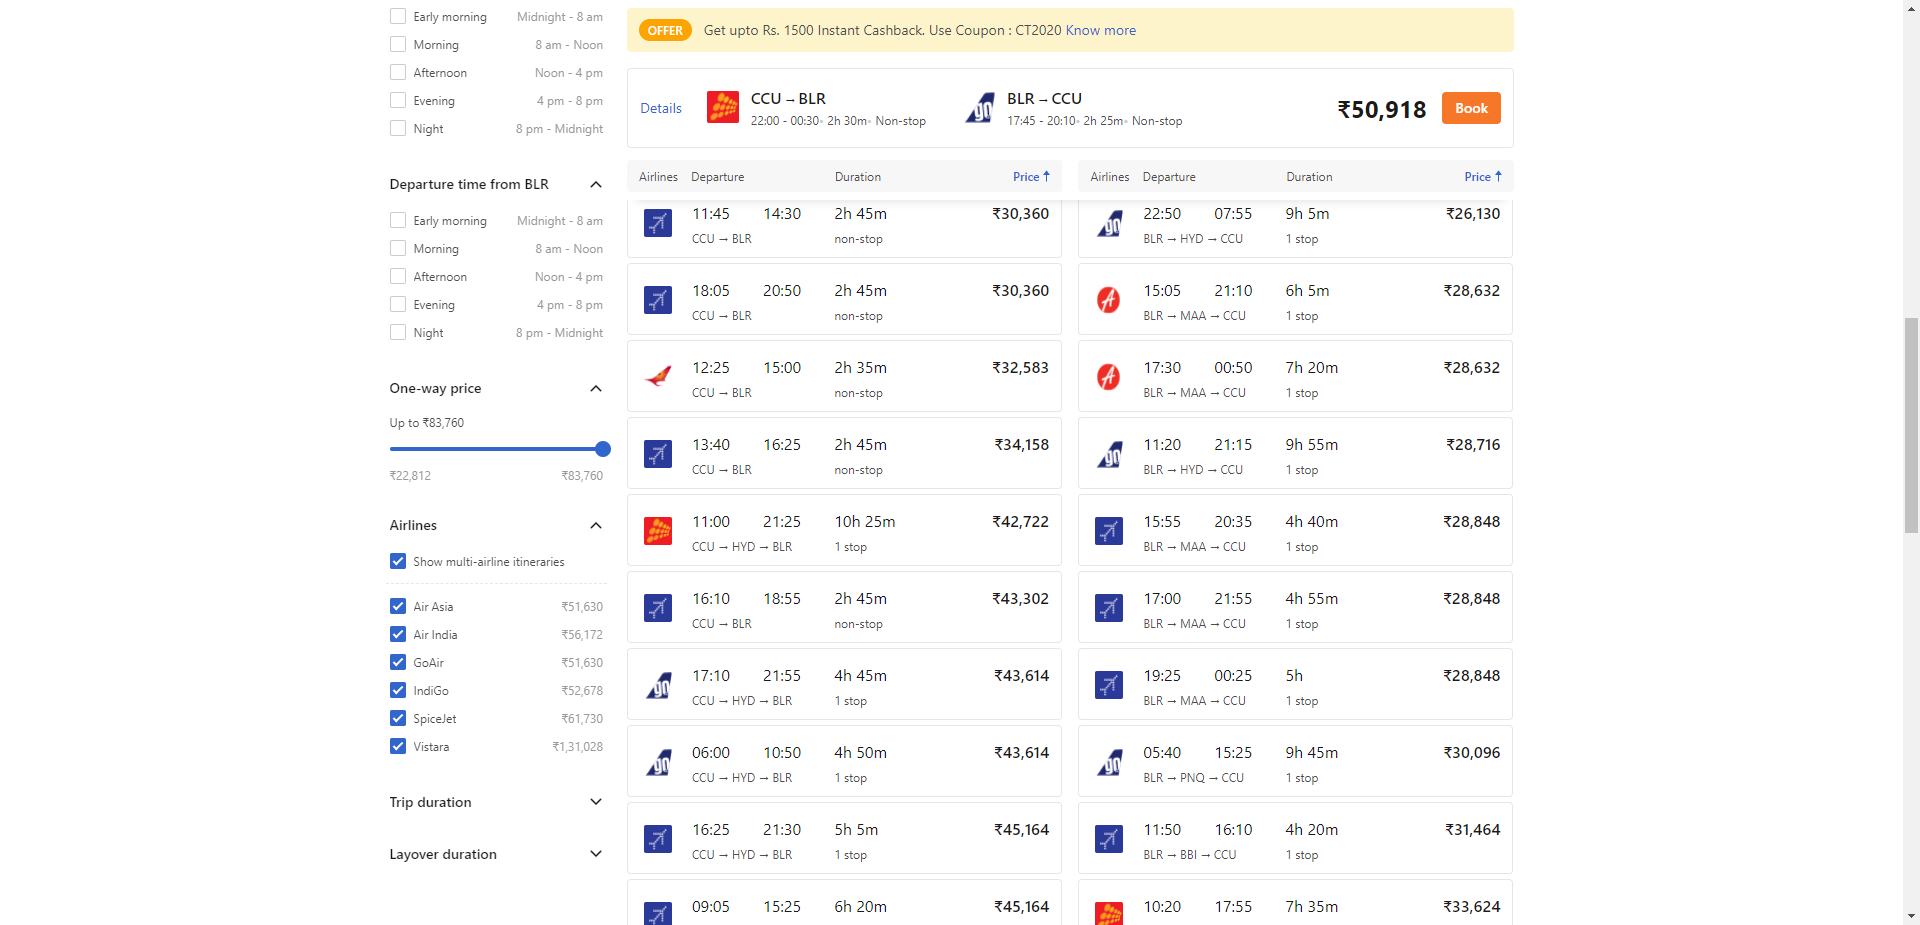 Early morning Midnight - 8 am
Morning 8 am - Noon
Afternoon Noon - 4 pm
Evening 4 pm - 8 pm
Night 8 pm - Midnight
Departure time from BLR
Early morning Midnight - 8 am
Morning 8 am - Noon
Afternoon Noon - 4 pm
Evening 4 pm - 8 pm
Night 8 pm - Midnight
One-way price
Up to ₹83,760
₹22,812 ₹83,760
Airlines
Show multi-airline itineraries
Air Asia ₹51,630
Air India ₹56,172
GoAir ₹51,630
IndiGo ₹52,678
SpiceJet ₹61,730
Vistara ₹1,31,028
Trip duration
Layover duration
OFFER Get upto Rs. 1500 Instant Cashback. Use Coupon : CT2020 Know more
Details
CCU → BLR
22:00 - 00:30• 2h 30m• Non-stop
go
BLR → CCU
17:45 - 20:10• 2h 25m• Non-stop
₹50,918 Book
Airlines Departure Duration Price ↑
11:45 14:30 2h 45m ₹30,360
CCU → BLR non-stop
18:05 20:50 2h 45m ₹30,360
CCU → BLR non-stop
12:25 15:00 2h 35m ₹32,583
CCU → BLR non-stop
13:40 16:25 2h 45m ₹34,158
CCU → BLR non-stop
11:00 21:25 10h 25m ₹42,722
CCU → HYD → BLR 1 stop
16:10 18:55 2h 45m ₹43,302
CCU → BLR non-stop
go 17:10 21:55 4h 45m ₹43,614
CCU → HYD → BLR 1 stop
go 06:00 10:50 4h 50m ₹43,614
CCU → HYD → BLR 1 stop
16:25 21:30 5h 5m ₹45,164
CCU → HYD → BLR 1 stop
09:05 15:25 6h 20m ₹45,164
Airlines Departure Duration Price ↑
go 22:50 07:55 9h 5m ₹26,130
BLR → HYD → CCU 1 stop
A 15:05 21:10 6h 5m ₹28,632
BLR → MAA → CCU 1 stop
A 17:30 00:50 7h 20m ₹28,632
BLR → MAA → CCU 1 stop
go 11:20 21:15 9h 55m ₹28,716
BLR → HYD → CCU 1 stop
15:55 20:35 4h 40m ₹28,848
BLR → MAA → CCU 1 stop
17:00 21:55 4h 55m ₹28,848
BLR → MAA → CCU 1 stop
19:25 00:25 5h ₹28,848
BLR → MAA → CCU 1 stop
go 05:40 15:25 9h 45m ₹30,096
BLR → PNQ → CCU 1 stop
11:50 16:10 4h 20m ₹31,464
BLR → BBI → CCU 1 stop
10:20 17:55 7h 35m ₹33,624